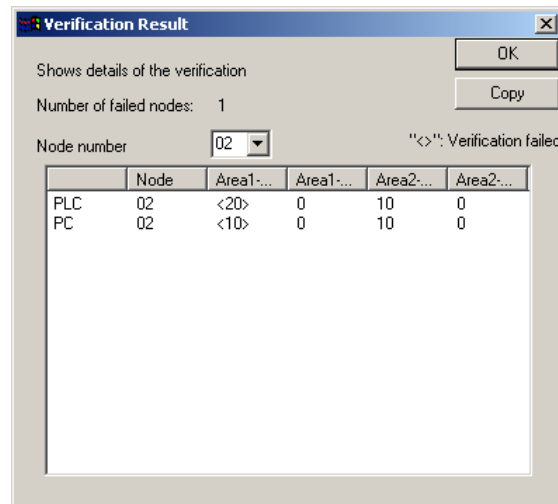 Verification Result
OK
Shows details of the verification
Copy
Number of failed nodes: 1
Node number 02 "<>": Verification failed
Node Area1-... Area1-... Area2-... Area2-...
PLC 02 <20> 0 10 0
PC 02 <10> 0 10 0